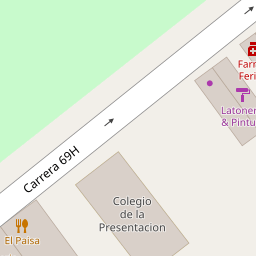 Farm
Feri
Latoner
& Pintu
Carrera 69H
Colegio
de la
Presentacion
El Paisa